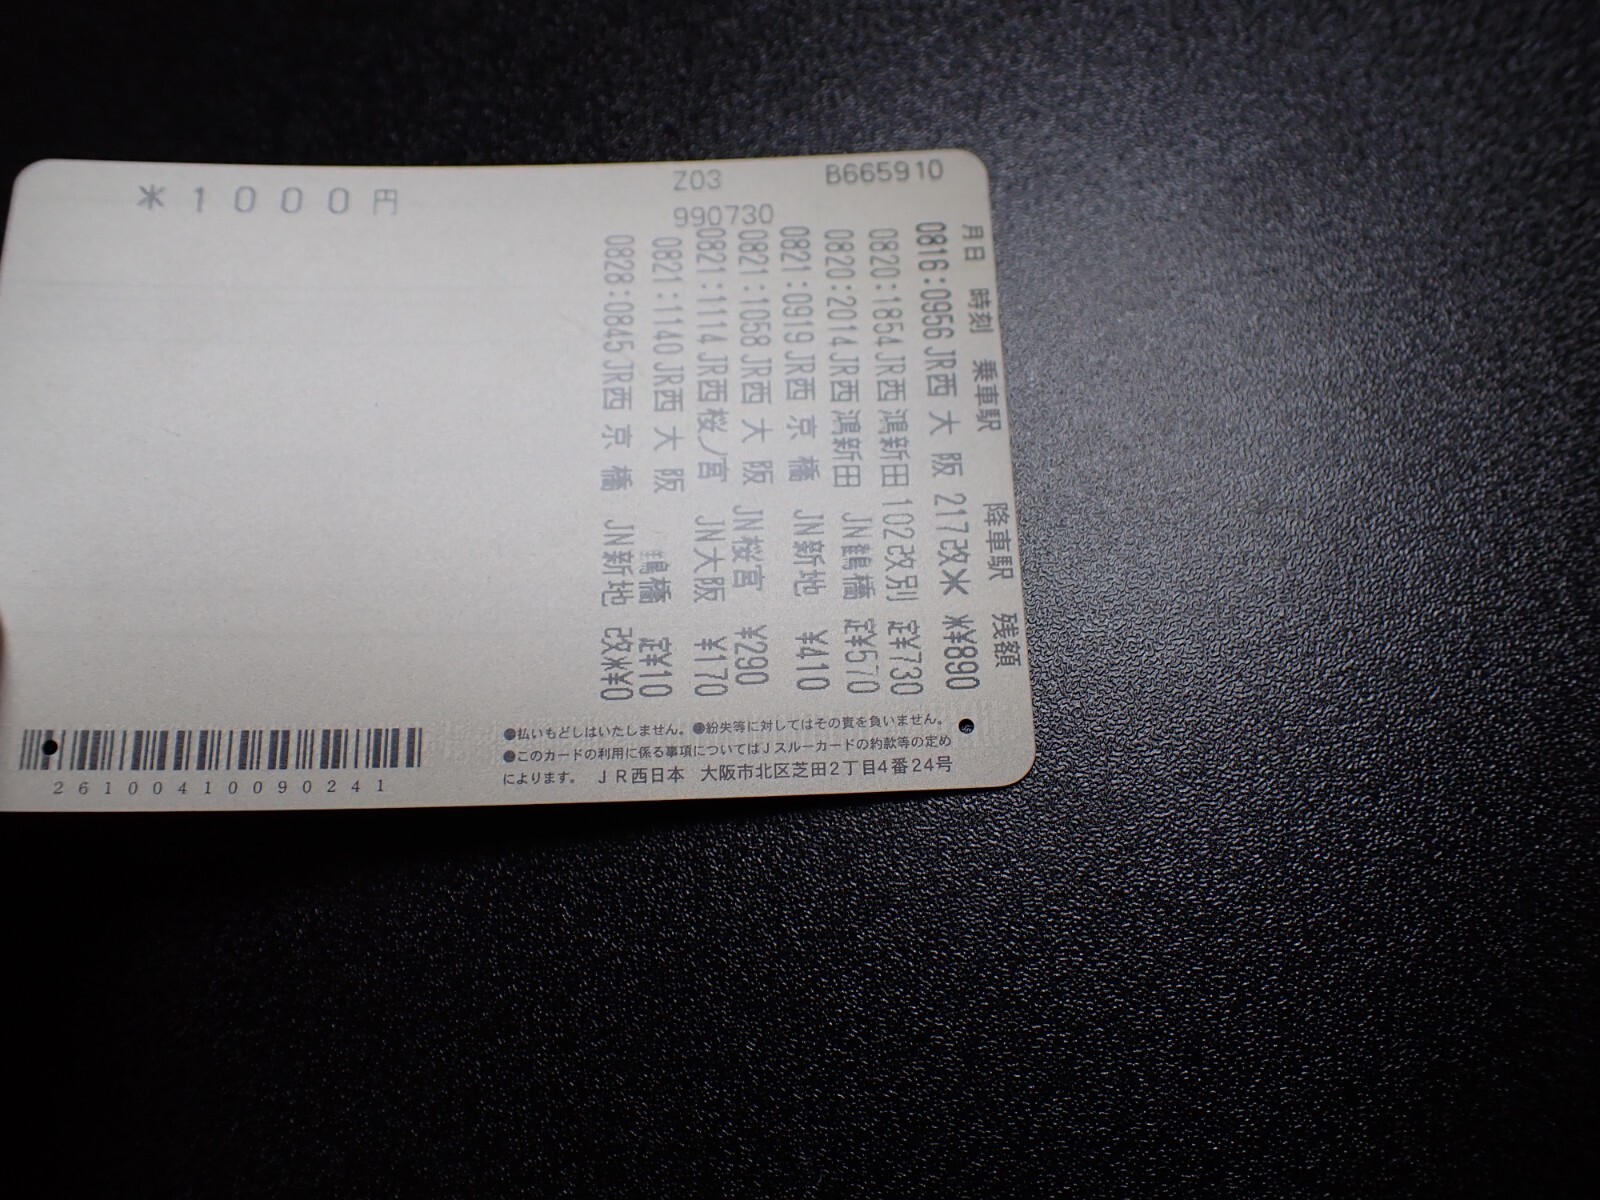 ＊1000円
Z03
B665910
990730
月日 時刻 乗車駅 降車駅 残額
0816:0956 JR西 大 阪 217改＊ ＊¥890
0820:1854 JR西 鴻新田 102改別 定¥730
0820:2014 JR西 鴻新田 JN鶴橋 定¥570
0821:0919 JR西 京 橋 JN新地 ¥410
0821:1058 JR西 大 阪 JN桜宮 ¥290
0821:1114 JR西 桜ノ宮 JN大阪 ¥170
0821:1140 JR西 大 阪 鶴橋 定¥10
0828:0845 JR西 京 橋 JN新地 改＊¥0
●払いもどしはいたしません。●紛失等に対してはその責を負いません。
●このカードの利用に係る事項についてはJスルーカードの約款等の定め
によります。 JR西日本 大阪市北区芝田2丁目4番24号
26100410090241